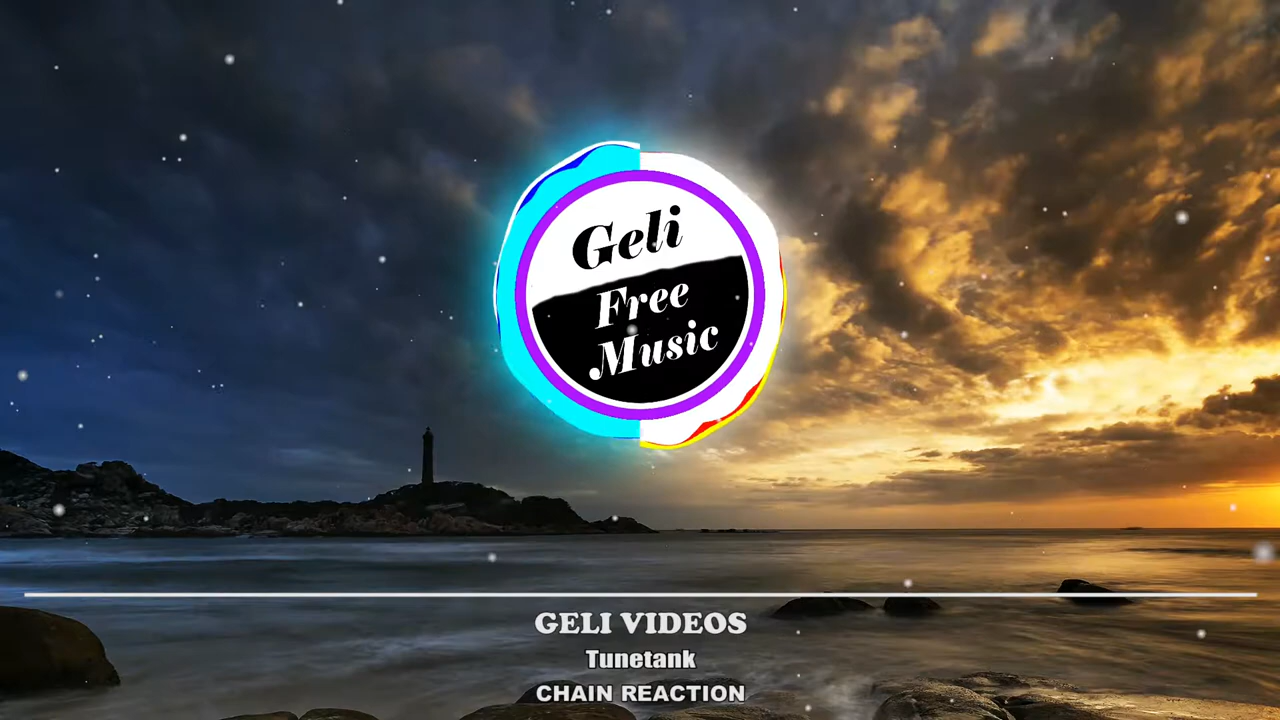 Geli
Free
Music
GELI VIDEOS
Tunetank
CHAIN REACTION